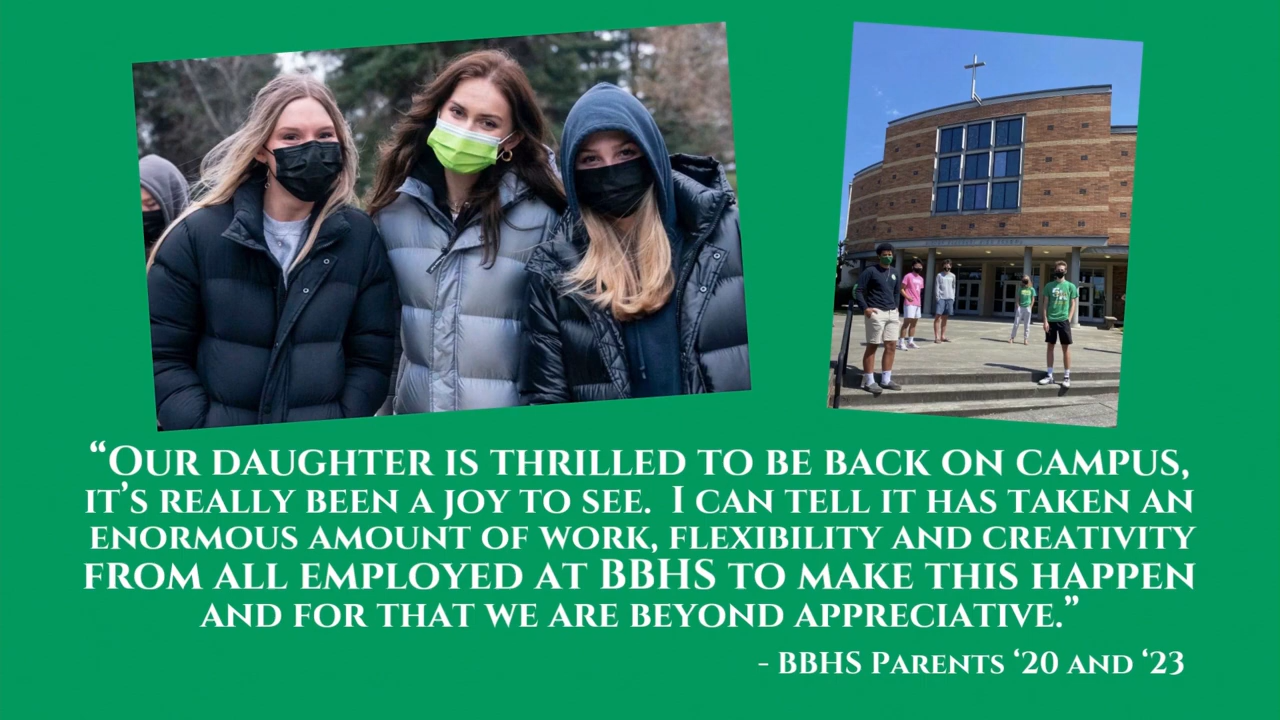 “Our daughter is thrilled to be back on campus,
it’s really been a joy to see.  I can tell it has taken an
enormous amount of work, flexibility and creativity
from all employed at BBHS to make this happen
and for that we are beyond appreciative.”
- BBHS Parents ‘20 and ‘23